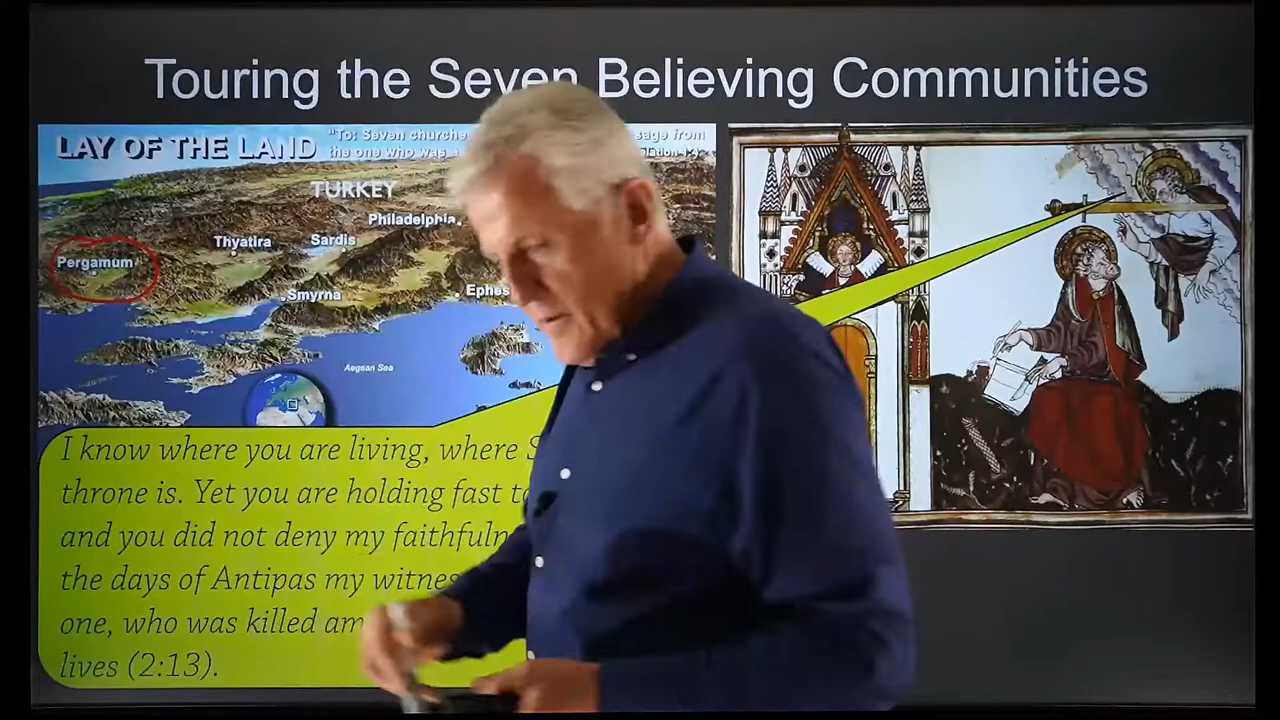 Touring the Seven Believing Communities
LAY OF THE LAND
"To: Seven churche
sage from
the one who was
TURKEY
Philadelphia
Thyatira
Sardis
Pergamum
Smyrna
Ephes
Aegean Sea
I know where you are living, where
throne is. Yet you are holding fast
and you did not deny my faithfuln
the days of Antipas my witnes
one, who was killed am
lives (2:13).